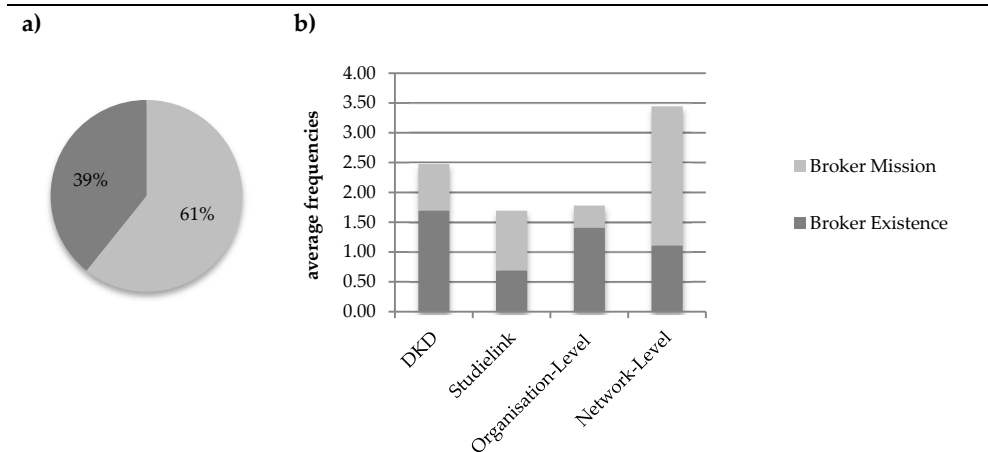 a)
39%
61%
b)
average frequencies
4.00
3.50
3.00
2.50
2.00
1.50
1.00
0.50
0.00
DKD
Studielink
Organisation-Level
Network-Level
Broker Mission
Broker Existence